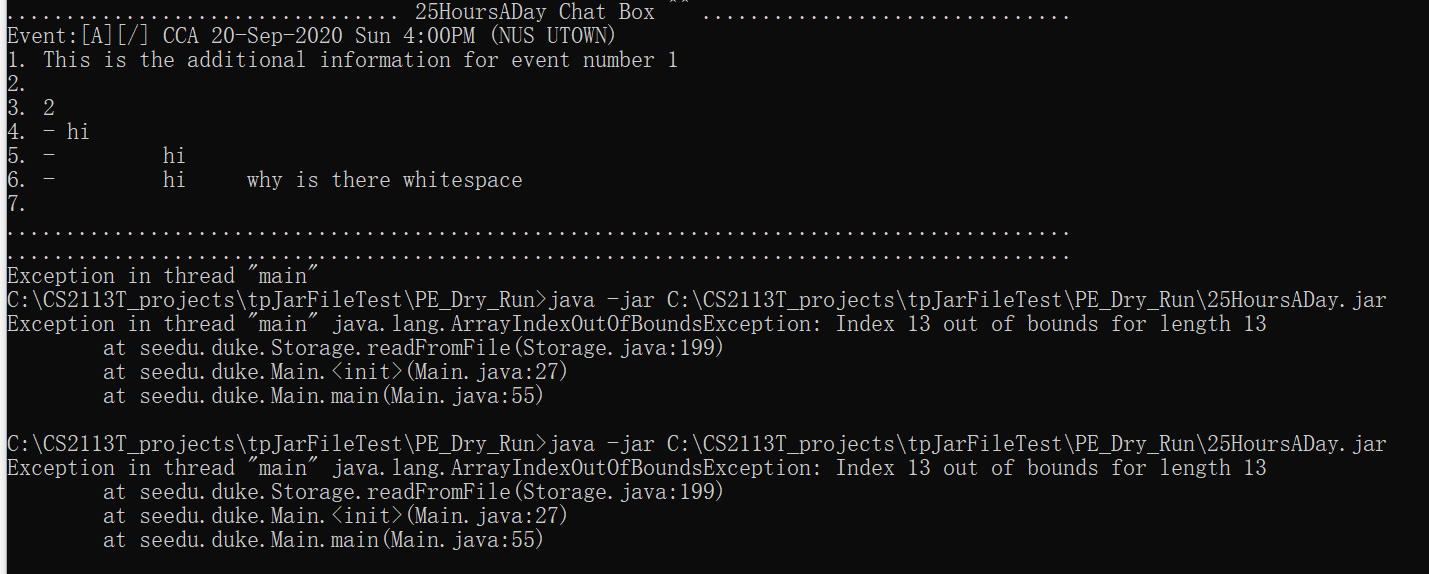 ................................. 25HoursADay Chat Box ^^ ...............................
Event:[A][/] CCA 20-Sep-2020 Sun 4:00PM (NUS UTOWN)
1. This is the additional information for event number 1
2.
3. 2
4. - hi
5. -         hi
6. -         hi     why is there whitespace
7.
.........................................................................................
.........................................................................................
Exception in thread "main"
C:\CS2113T_projects\tpJarFileTest\PE_Dry_Run>java -jar C:\CS2113T_projects\tpJarFileTest\PE_Dry_Run\25HoursADay.jar
Exception in thread "main" java.lang.ArrayIndexOutOfBoundsException: Index 13 out of bounds for length 13
        at seedu.duke.Storage.readFromFile(Storage.java:199)
        at seedu.duke.Main.<init>(Main.java:27)
        at seedu.duke.Main.main(Main.java:55)

C:\CS2113T_projects\tpJarFileTest\PE_Dry_Run>java -jar C:\CS2113T_projects\tpJarFileTest\PE_Dry_Run\25HoursADay.jar
Exception in thread "main" java.lang.ArrayIndexOutOfBoundsException: Index 13 out of bounds for length 13
        at seedu.duke.Storage.readFromFile(Storage.java:199)
        at seedu.duke.Main.<init>(Main.java:27)
        at seedu.duke.Main.main(Main.java:55)